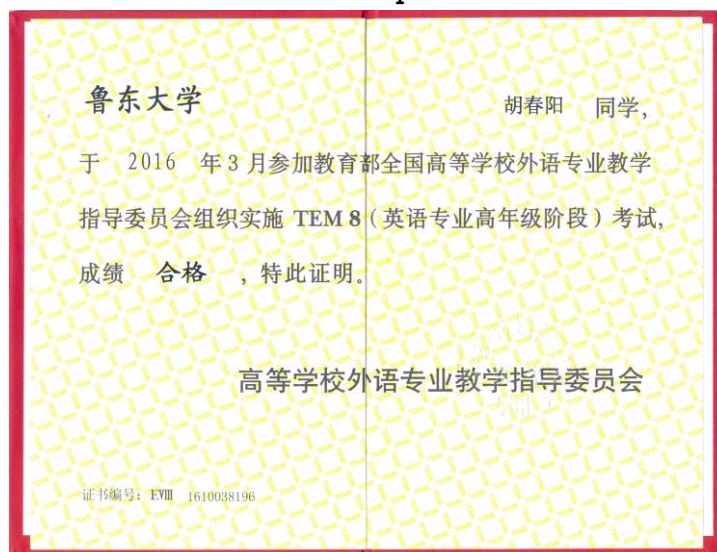 鲁东大学 胡春阳 同学,
于 2016 年 3 月参加教育部全国高等学校外语专业教学
指导委员会组织实施 TEM 8（英语专业高年级阶段）考试,
成绩 合格 ，特此证明。
高等学校外语专业教学指导委员会
证书编号: EⅧ 1610038196